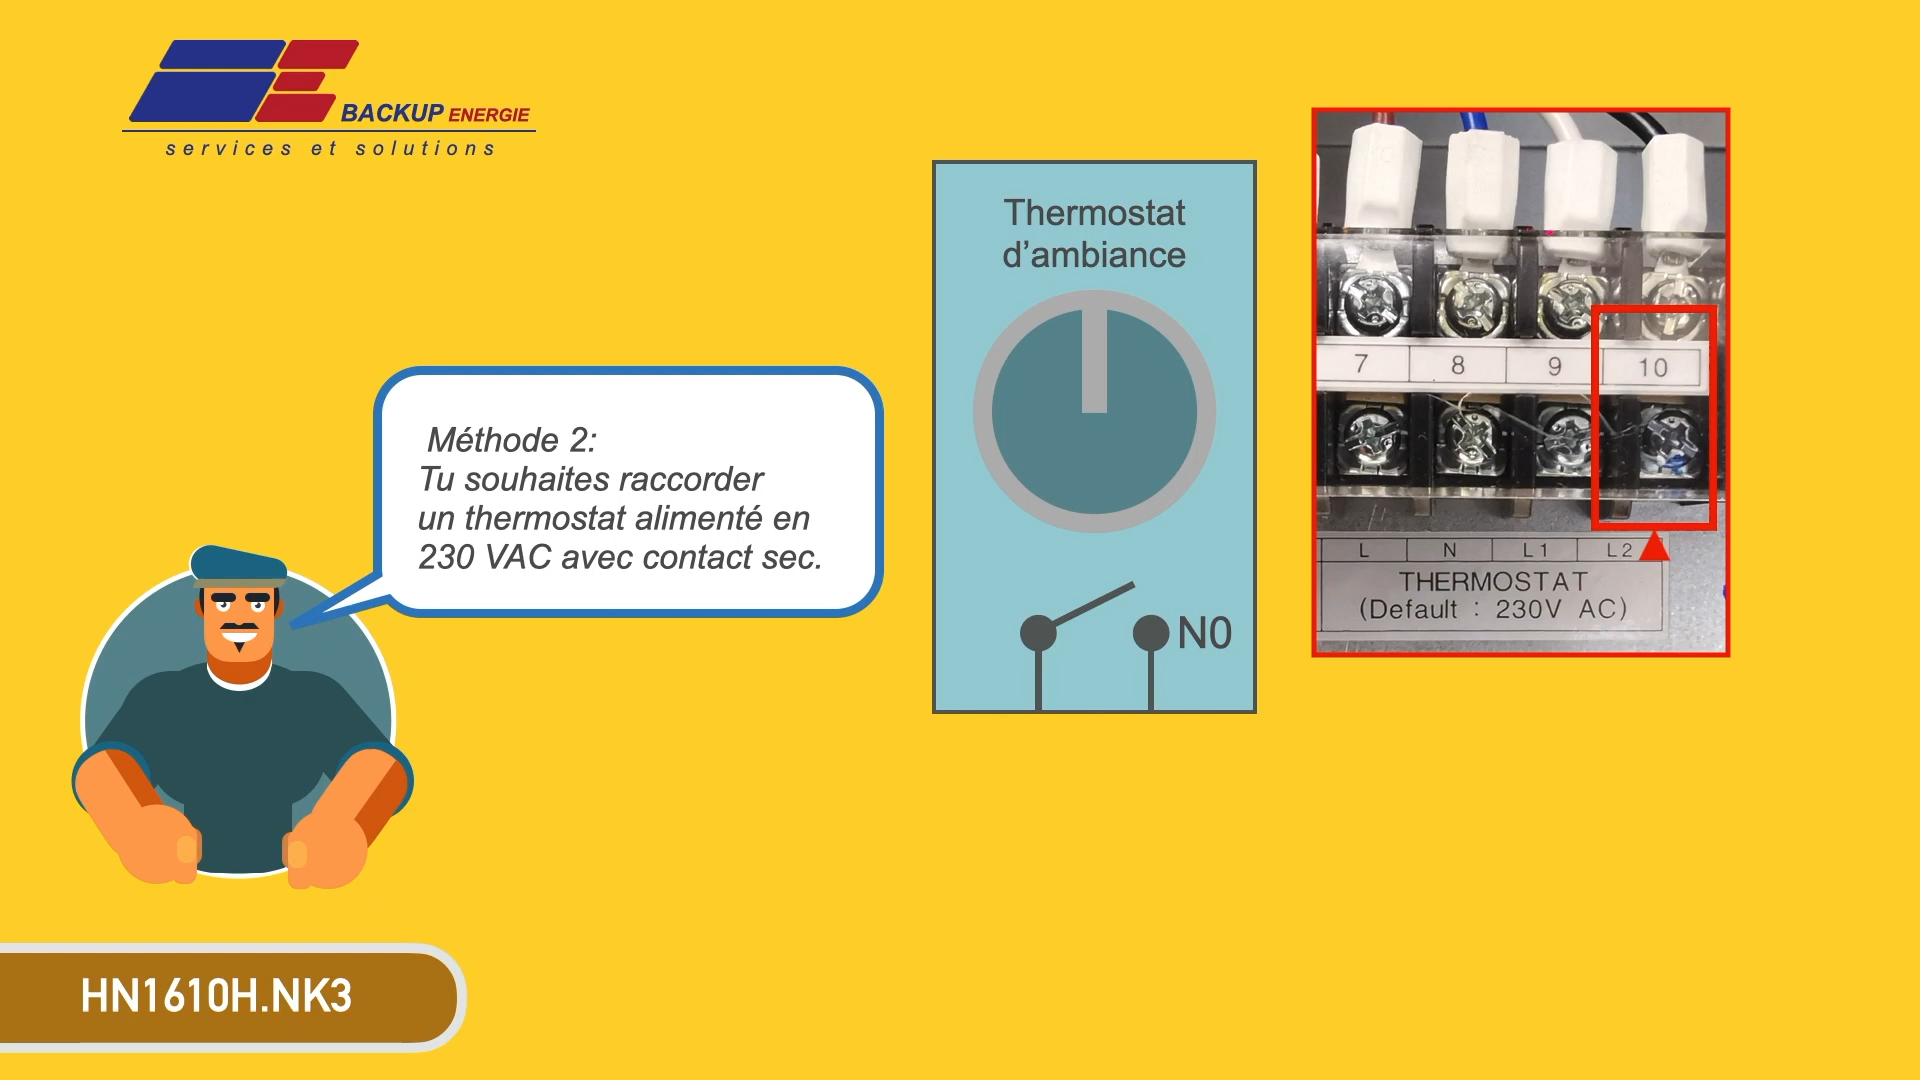 BACKUP ENERGIE
services et solutions
Thermostat
d’ambiance
N0
Méthode 2:
Tu souhaites raccorder
un thermostat alimenté en
230 VAC avec contact sec.
7 8 9 10
L N L1 L2
THERMOSTAT
(Default : 230V AC)
HN1610H.NK3